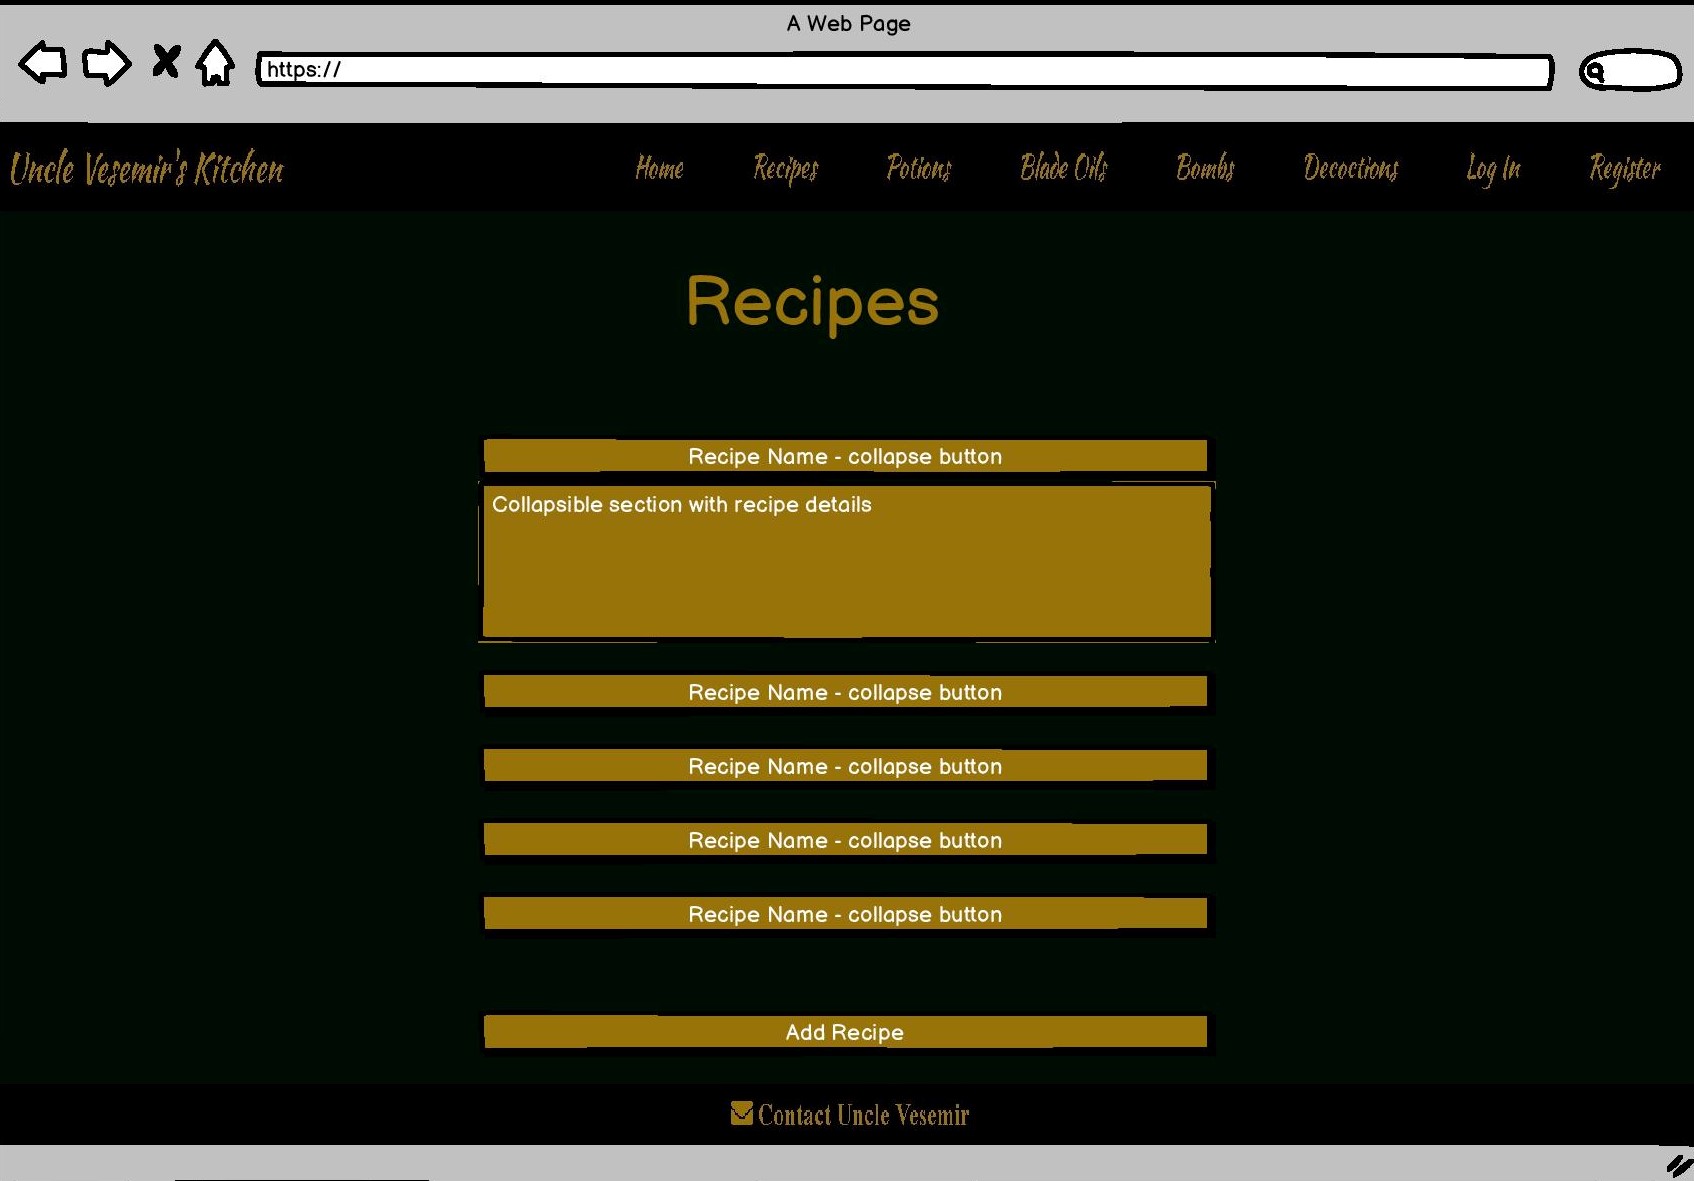 A Web Page
https://
Uncle Vesemir's Kitchen Home Recipes Potions Blade Oils Bombs Decoctions Log In Register
Recipes
Recipe Name - collapse button
Collapsible section with recipe details
Recipe Name - collapse button
Recipe Name - collapse button
Recipe Name - collapse button
Recipe Name - collapse button
Add Recipe
Contact Uncle Vesemir